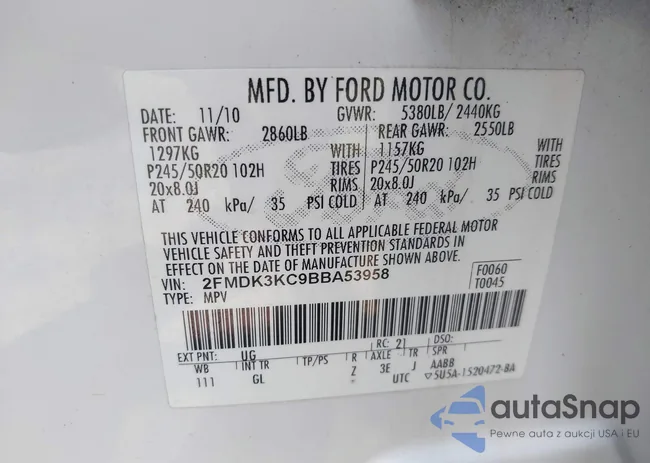 MFD. BY FORD MOTOR CO.
DATE: 11/10 GVWR: 5380LB/ 2440KG
FRONT GAWR: 2860LB REAR GAWR: 2550LB
1297KG WITH 1157KG WITH
P245/50R20 102H TIRES P245/50R20 102H TIRES
20x8.0J RIMS 20x8.0J RIMS
AT 240 kPa/ 35 PSI COLD AT 240 kPa/ 35 PSI COLD
THIS VEHICLE CONFORMS TO ALL APPLICABLE FEDERAL MOTOR
VEHICLE SAFETY AND THEFT PREVENTION STANDARDS IN
EFFECT ON THE DATE OF MANUFACTURE SHOWN ABOVE.
VIN: 2FMDK3KC9BBA53958 F0060
TYPE: MPV T0045
EXT PNT: UG RC: 21 DSO:
WB INT TR TP/PS R AXLE TR SPR
111 GL Z 3E J AABB
UTC ▽5U5A-1520472-BA
autaSnap
Pewne auta z aukcji USA i EU